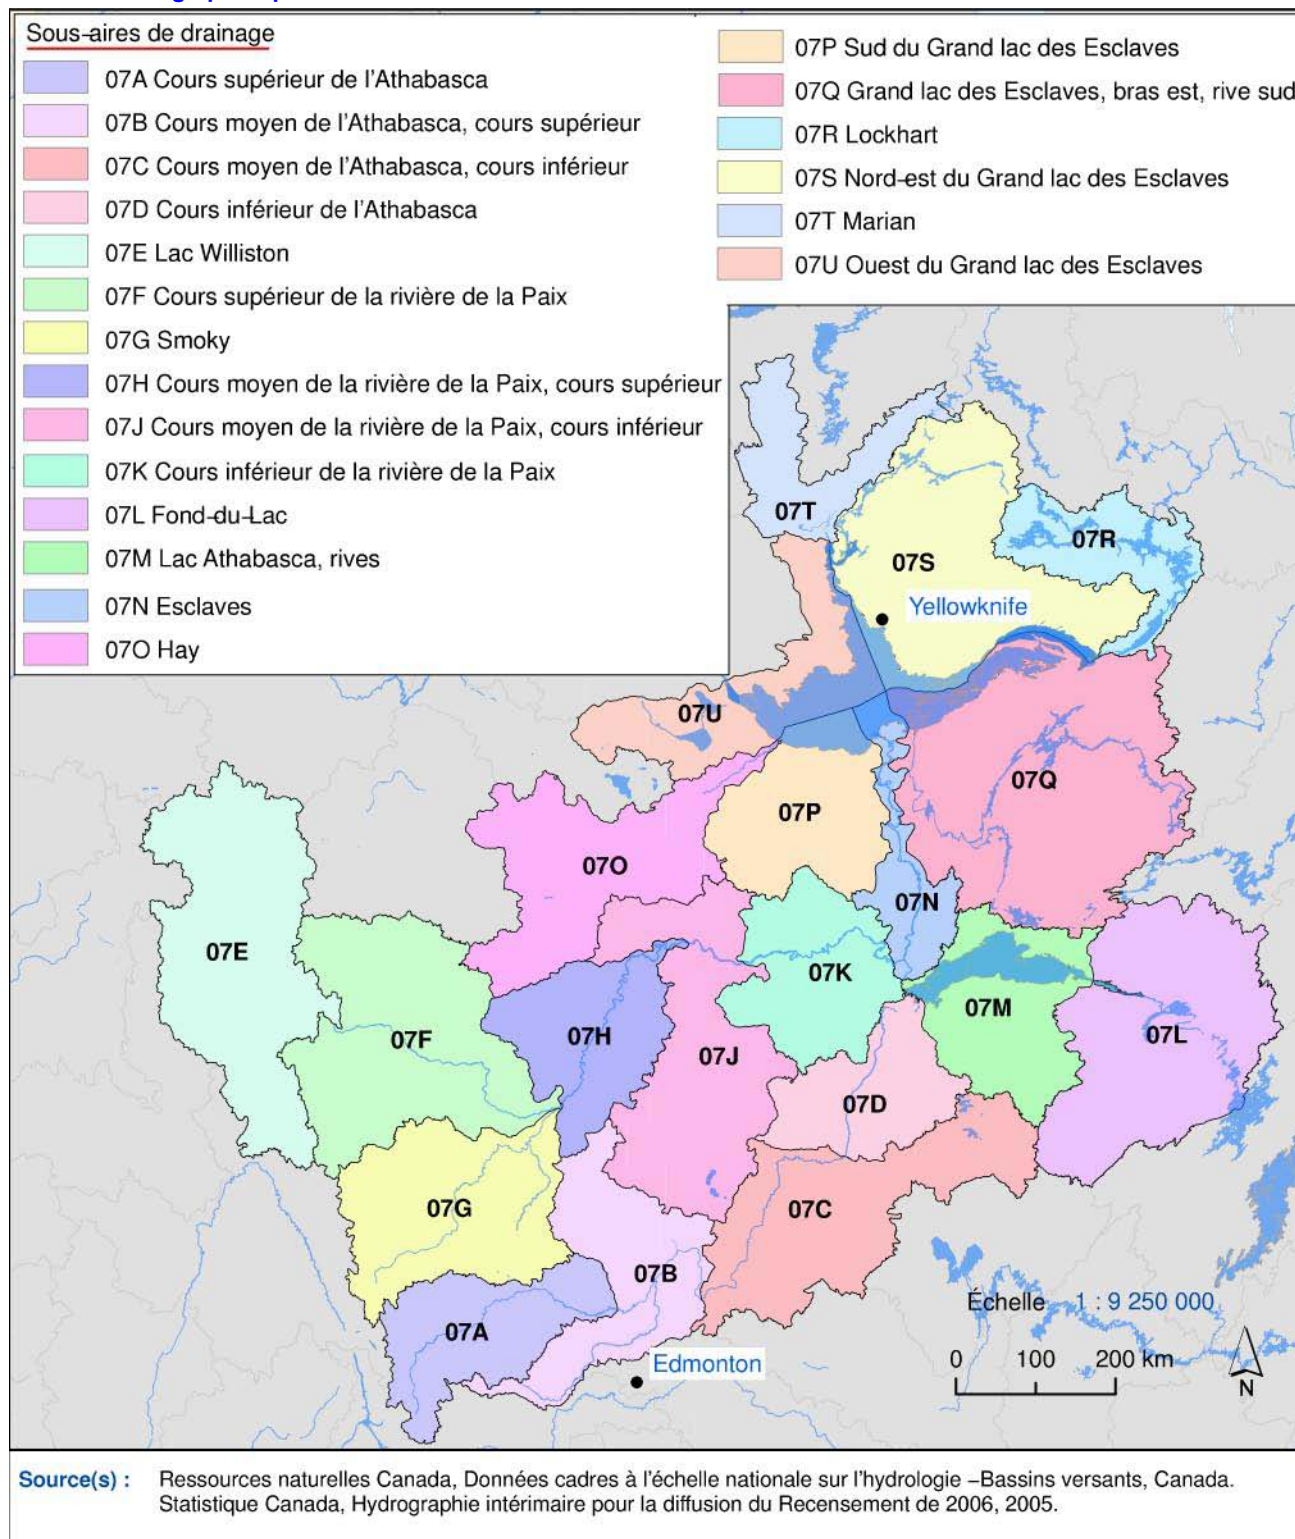 Sous-aires de drainage
07A Cours supérieur de l'Athabasca
07B Cours moyen de l'Athabasca, cours supérieur
07C Cours moyen de l'Athabasca, cours inférieur
07D Cours inférieur de l'Athabasca
07E Lac Williston
07F Cours supérieur de la rivière de la Paix
07G Smoky
07H Cours moyen de la rivière de la Paix, cours supérieur
07J Cours moyen de la rivière de la Paix, cours inférieur
07K Cours inférieur de la rivière de la Paix
07L Fond-du-Lac
07M Lac Athabasca, rives
07N Esclaves
07O Hay
07P Sud du Grand lac des Esclaves
07Q Grand lac des Esclaves, bras est, rive sud
07R Lockhart
07S Nord-est du Grand lac des Esclaves
07T Marian
07U Ouest du Grand lac des Esclaves
07T
07R
07S
Yellowknife
07U
07Q
07P
07O
07N
07E
07K
07M
07F
07H
07L
07J
07D
07G
07C
07B
07A
Échelle 1 : 9 250 000
Edmonton
0 100 200 km
N
Source(s) : Ressources naturelles Canada, Données cadres à l'échelle nationale sur l'hydrologie –Bassins versants, Canada.
Statistique Canada, Hydrographie intérimaire pour la diffusion du Recensement de 2006, 2005.